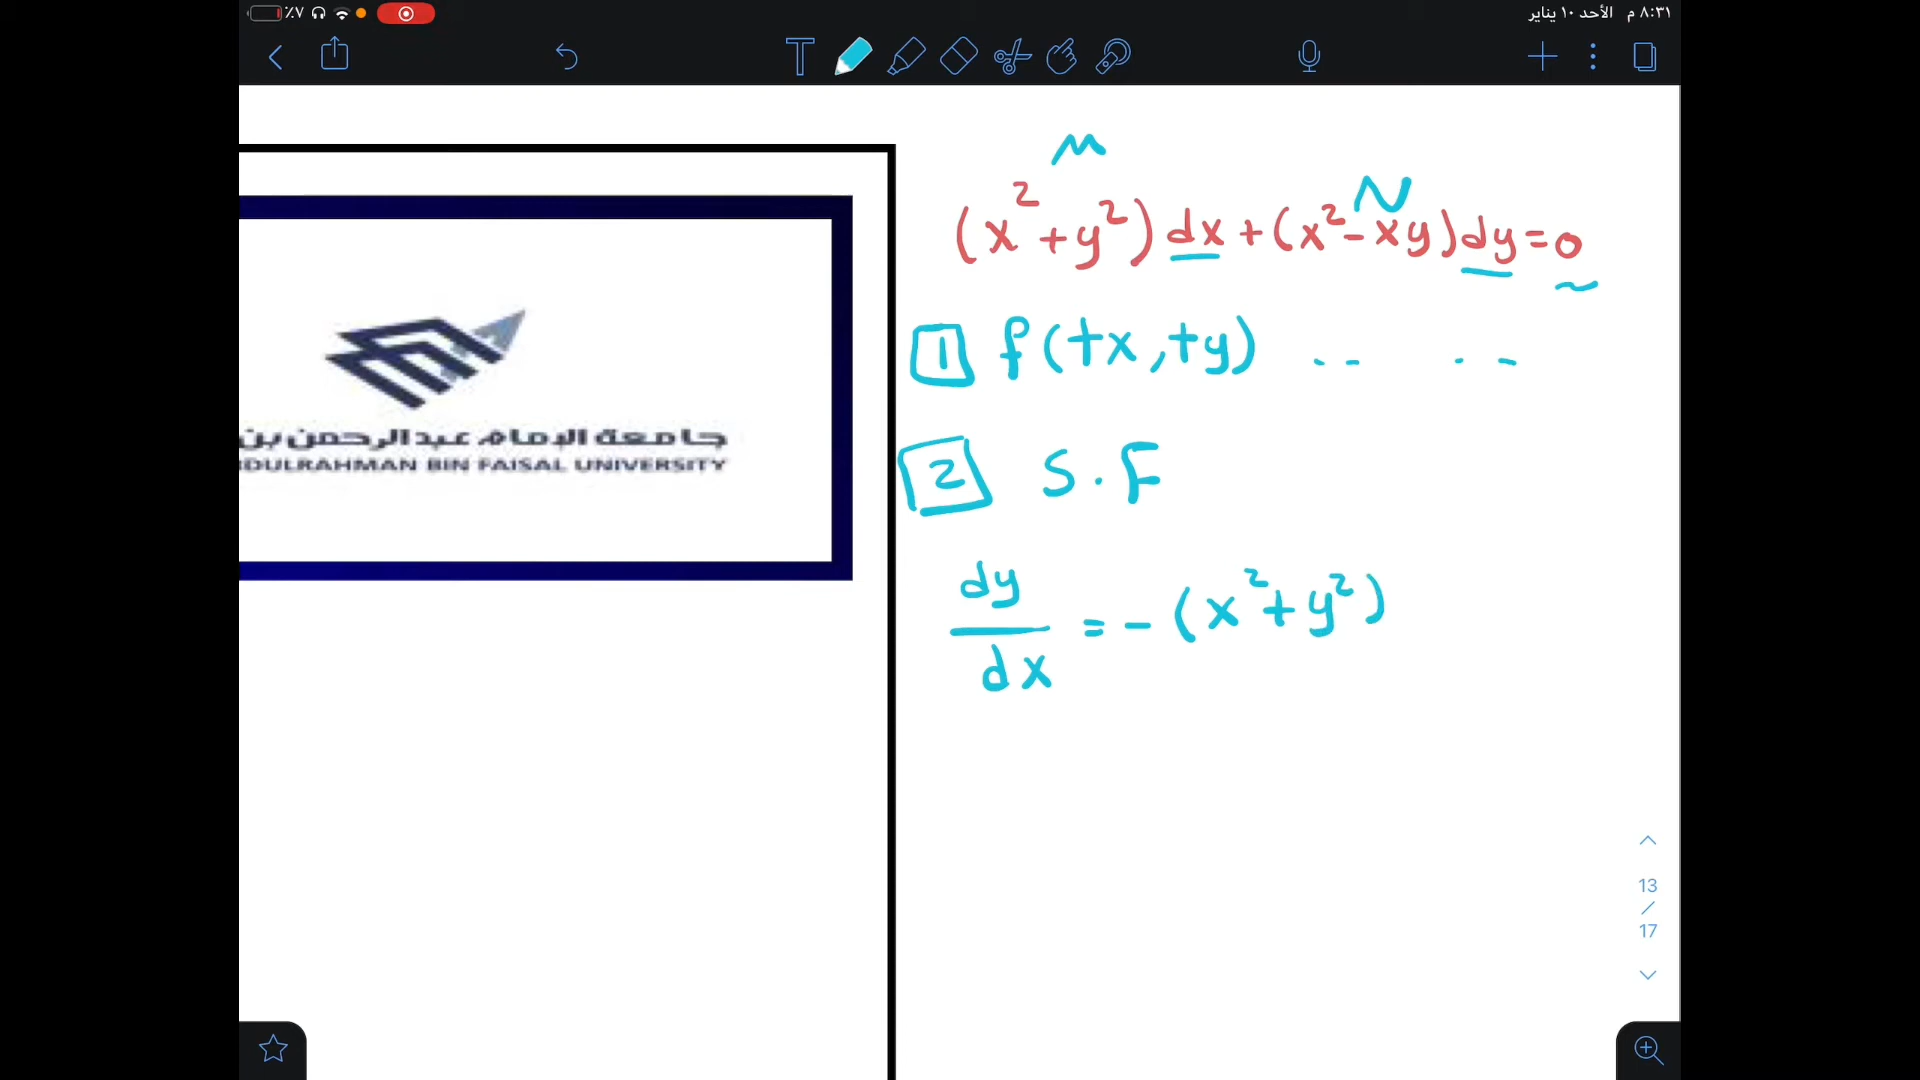 ٪٧
٨:٣١ م الأحد ١٠ يناير
T
M
N
(x² + y²) dx + (x² - xy) dy = 0
1 f(tx, ty) .. ..
2 S.F
dy/dx = - (x² + y²)
جامعة الإمام عبدالرحمن بن
BDULRAHMAN BIN FAISAL UNIVERSITY
13
/
17